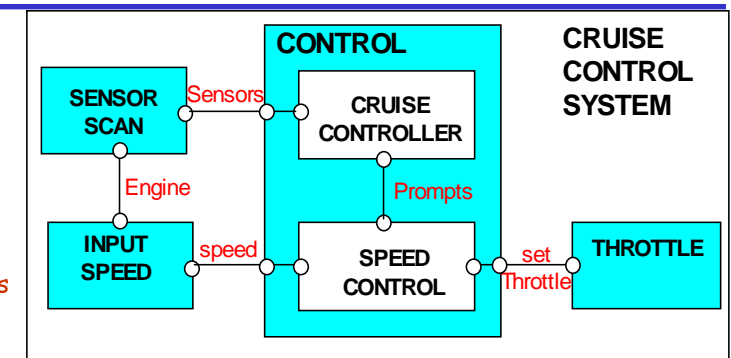 CONTROL
CRUISE
CONTROL
SYSTEM
SENSOR
SCAN
Sensors
CRUISE
CONTROLLER
Engine
Prompts
INPUT
SPEED
speed
SPEED
CONTROL
set
Throttle
THROTTLE
s